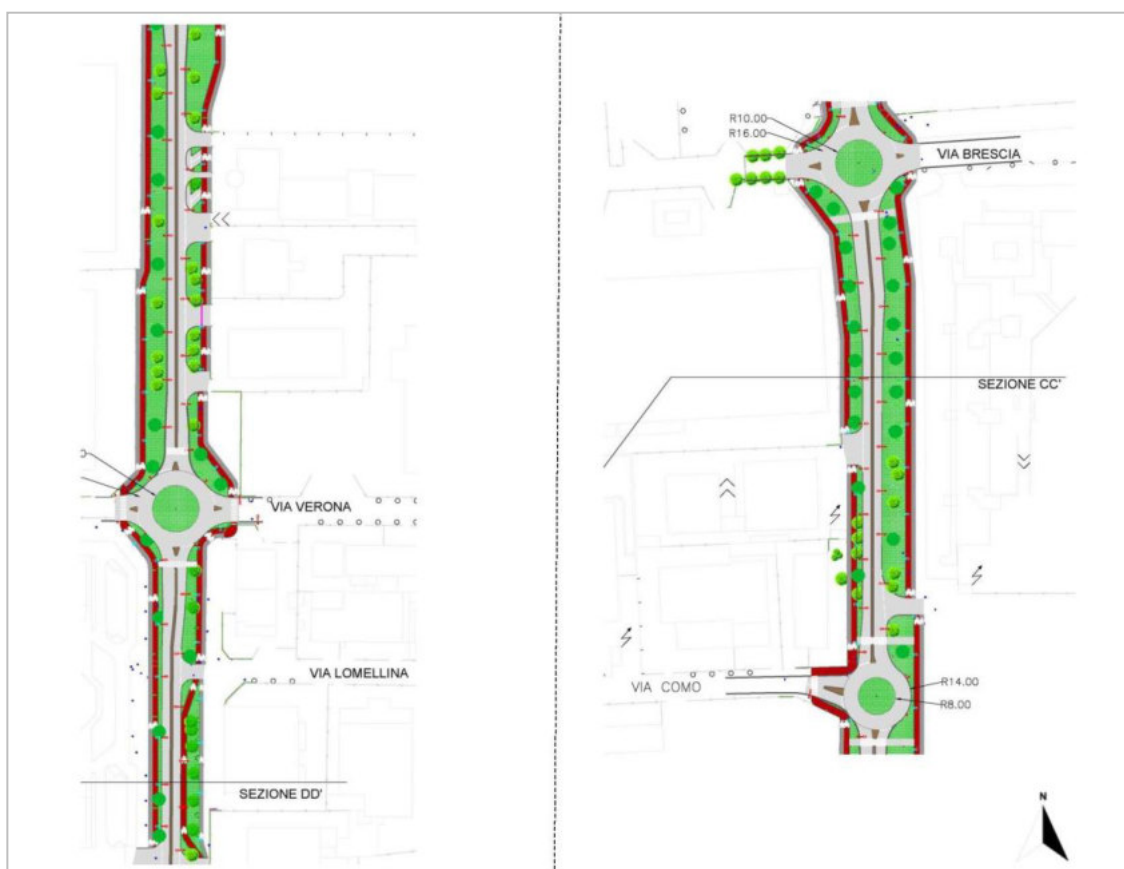 VIA VERONA
VIA LOMELLINA
SEZIONE DD'
R10.00
R16.00
VIA BRESCIA
SEZIONE CC'
VIA COMO
R14.00
R8.00
N